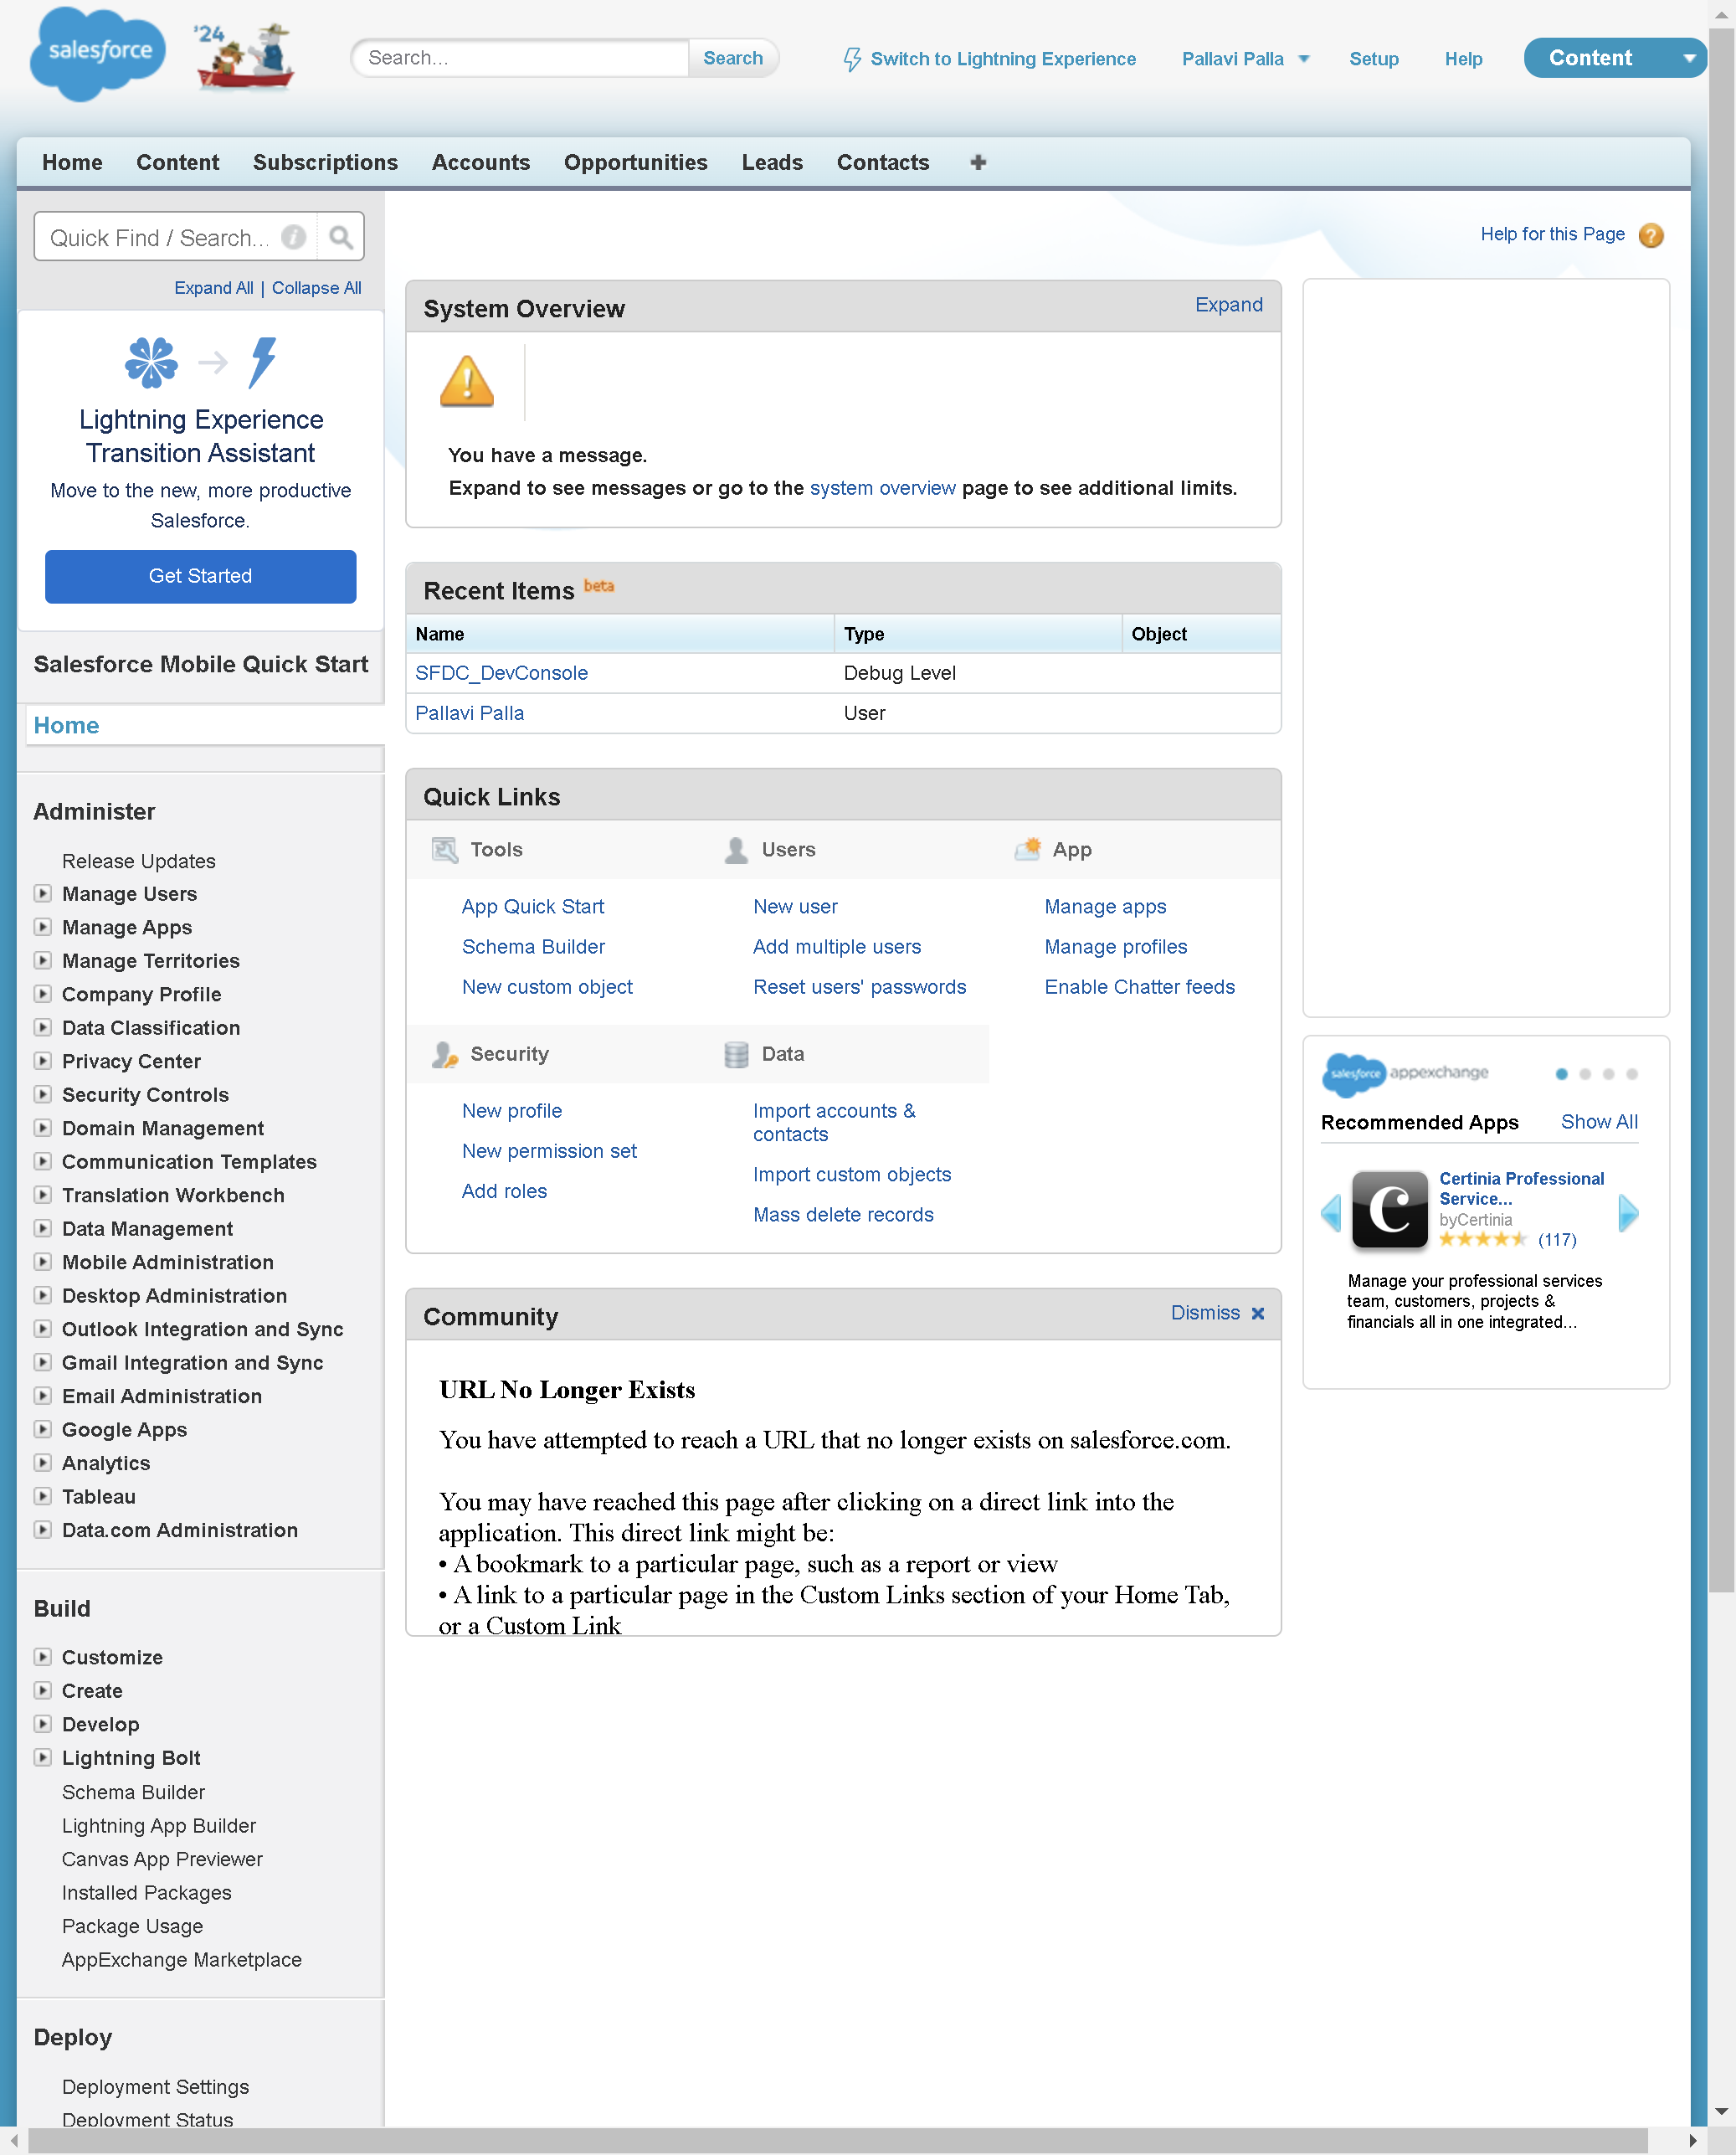 salesforce
'24
Search...
Search
Switch to Lightning Experience
Pallavi Palla
Setup
Help
Content
Home
Content
Subscriptions
Accounts
Opportunities
Leads
Contacts
Quick Find / Search...
Expand All | Collapse All
Lightning Experience
Transition Assistant
Move to the new, more productive
Salesforce.
Get Started
Salesforce Mobile Quick Start
Home
Administer
Release Updates
Manage Users
Manage Apps
Manage Territories
Company Profile
Data Classification
Privacy Center
Security Controls
Domain Management
Communication Templates
Translation Workbench
Data Management
Mobile Administration
Desktop Administration
Outlook Integration and Sync
Gmail Integration and Sync
Email Administration
Google Apps
Analytics
Tableau
Data.com Administration
Build
Customize
Create
Develop
Lightning Bolt
Schema Builder
Lightning App Builder
Canvas App Previewer
Installed Packages
Package Usage
AppExchange Marketplace
Deploy
Deployment Settings
Deployment Status
Help for this Page
System Overview
Expand
You have a message.
Expand to see messages or go to the system overview page to see additional limits.
Recent Items beta
Name Type Object
SFDC_DevConsole Debug Level
Pallavi Palla User
Quick Links
Tools
App Quick Start
Schema Builder
New custom object
Users
New user
Add multiple users
Reset users' passwords
App
Manage apps
Manage profiles
Enable Chatter feeds
Security
New profile
New permission set
Add roles
Data
Import accounts &
contacts
Import custom objects
Mass delete records
Community
Dismiss
URL No Longer Exists
You have attempted to reach a URL that no longer exists on salesforce.com.
You may have reached this page after clicking on a direct link into the
application. This direct link might be:
• A bookmark to a particular page, such as a report or view
• A link to a particular page in the Custom Links section of your Home Tab,
or a Custom Link
salesforce appexchange
Recommended Apps
Show All
C
Certinia Professional
Service...
byCertinia
(117)
Manage your professional services
team, customers, projects &
financials all in one integrated...